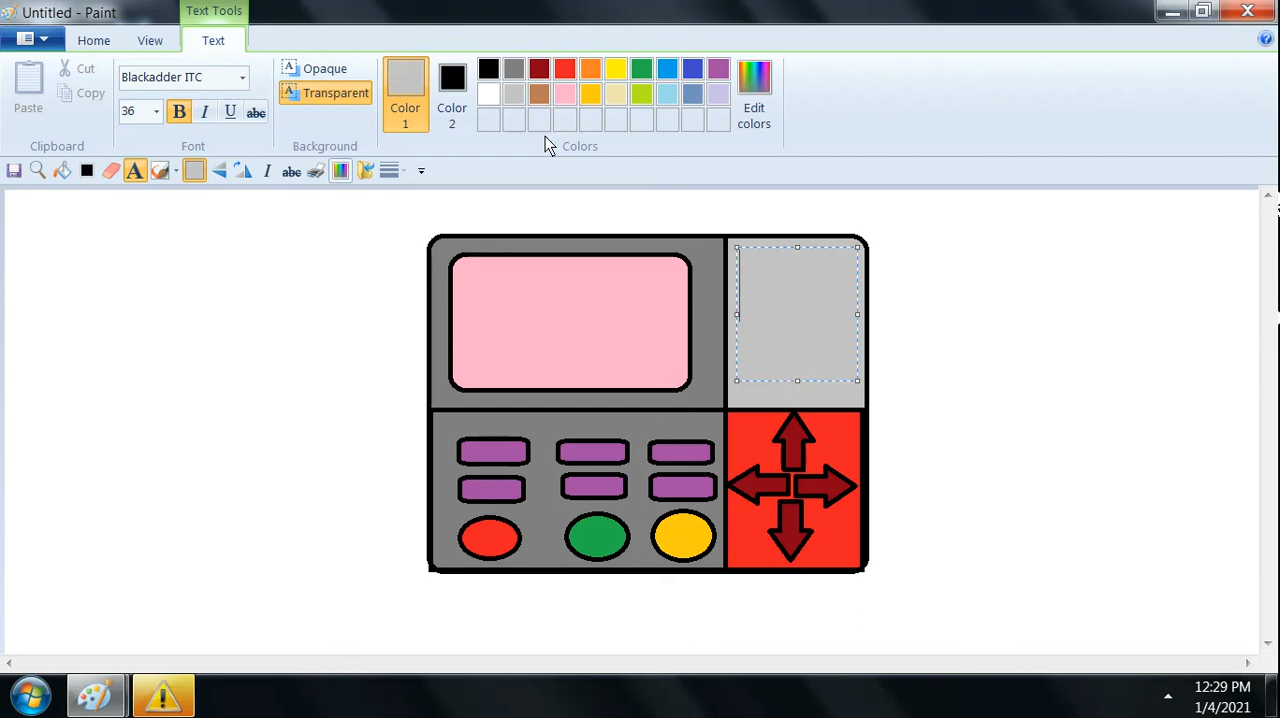 Untitled - Paint
Text Tools
Home
View
Text
Paste
Cut
Copy
Clipboard
Blackadder ITC
36
B I U abc
Font
A Opaque
A Transparent
Background
Color 1
Color 2
Edit colors
Colors
A
I
abc
12:29 PM
1/4/2021